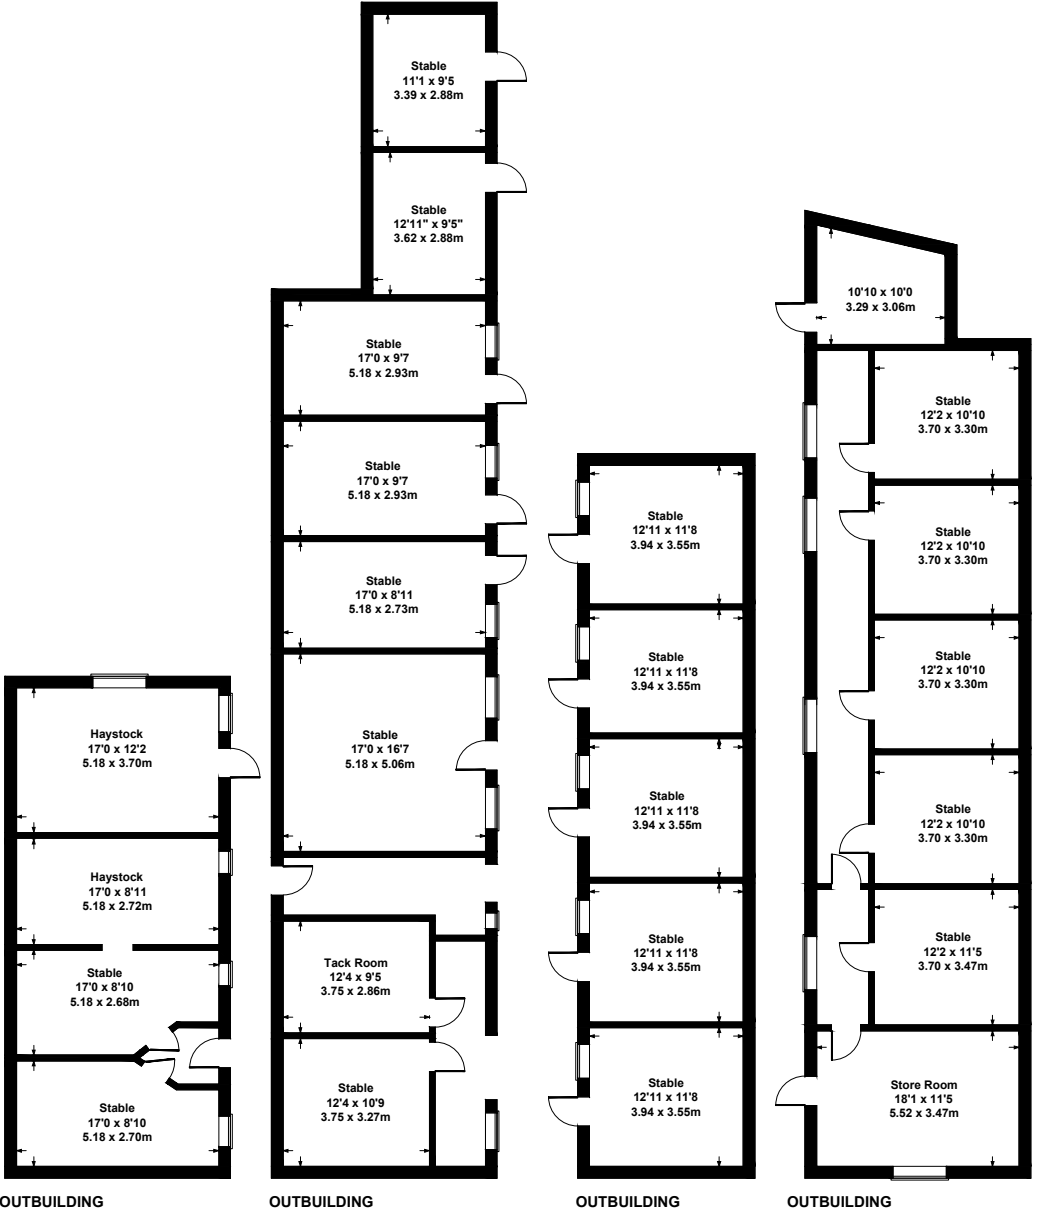 Haystock
17'0 x 12'2
5.18 x 3.70m
Haystock
17'0 x 8'11
5.18 x 2.72m
Stable
17'0 x 8'10
5.18 x 2.68m
Stable
17'0 x 8'10
5.18 x 2.70m
OUTBUILDING
Stable
11'1 x 9'5
3.39 x 2.88m
Stable
12'11" x 9'5"
3.62 x 2.88m
Stable
17'0 x 9'7
5.18 x 2.93m
Stable
17'0 x 9'7
5.18 x 2.93m
Stable
17'0 x 8'11
5.18 x 2.73m
Stable
17'0 x 16'7
5.18 x 5.06m
Tack Room
12'4 x 9'5
3.75 x 2.86m
Stable
12'4 x 10'9
3.75 x 3.27m
OUTBUILDING
Stable
12'11 x 11'8
3.94 x 3.55m
Stable
12'11 x 11'8
3.94 x 3.55m
Stable
12'11 x 11'8
3.94 x 3.55m
Stable
12'11 x 11'8
3.94 x 3.55m
Stable
12'11 x 11'8
3.94 x 3.55m
OUTBUILDING
10'10 x 10'0
3.29 x 3.06m
Stable
12'2 x 10'10
3.70 x 3.30m
Stable
12'2 x 10'10
3.70 x 3.30m
Stable
12'2 x 10'10
3.70 x 3.30m
Stable
12'2 x 10'10
3.70 x 3.30m
Stable
12'2 x 11'5
3.70 x 3.47m
Store Room
18'1 x 11'5
5.52 x 3.47m
OUTBUILDING